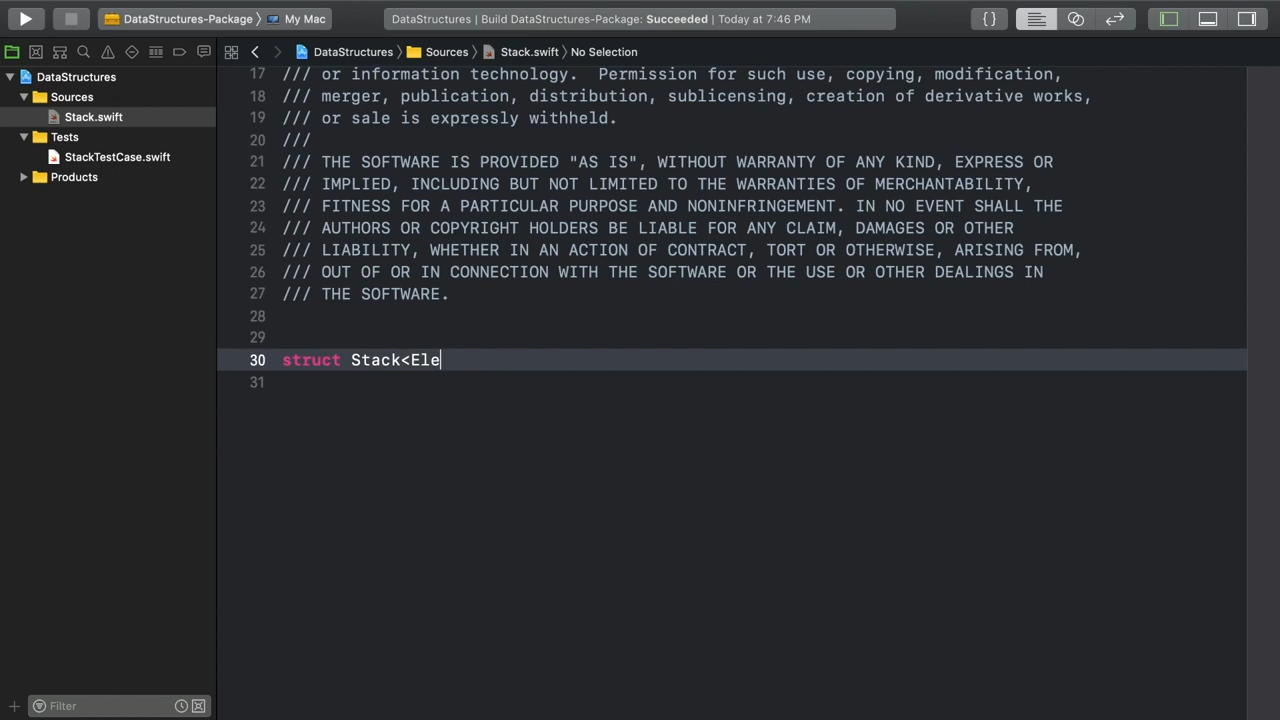 DataStructures-Package 〉 My Mac
DataStructures | Build DataStructures-Package: Succeeded | Today at 7:46 PM
{}
DataStructures 〉 Sources 〉 Stack.swift 〉 No Selection
DataStructures
Sources
Stack.swift
Tests
StackTestCase.swift
Products
17 /// or information technology.  Permission for such use, copying, modification,
18 /// merger, publication, distribution, sublicensing, creation of derivative works,
19 /// or sale is expressly withheld.
20 ///
21 /// THE SOFTWARE IS PROVIDED "AS IS", WITHOUT WARRANTY OF ANY KIND, EXPRESS OR
22 /// IMPLIED, INCLUDING BUT NOT LIMITED TO THE WARRANTIES OF MERCHANTABILITY,
23 /// FITNESS FOR A PARTICULAR PURPOSE AND NONINFRINGEMENT. IN NO EVENT SHALL THE
24 /// AUTHORS OR COPYRIGHT HOLDERS BE LIABLE FOR ANY CLAIM, DAMAGES OR OTHER
25 /// LIABILITY, WHETHER IN AN ACTION OF CONTRACT, TORT OR OTHERWISE, ARISING FROM,
26 /// OUT OF OR IN CONNECTION WITH THE SOFTWARE OR THE USE OR OTHER DEALINGS IN
27 /// THE SOFTWARE.
28
29
30 struct Stack<Ele
31
Filter